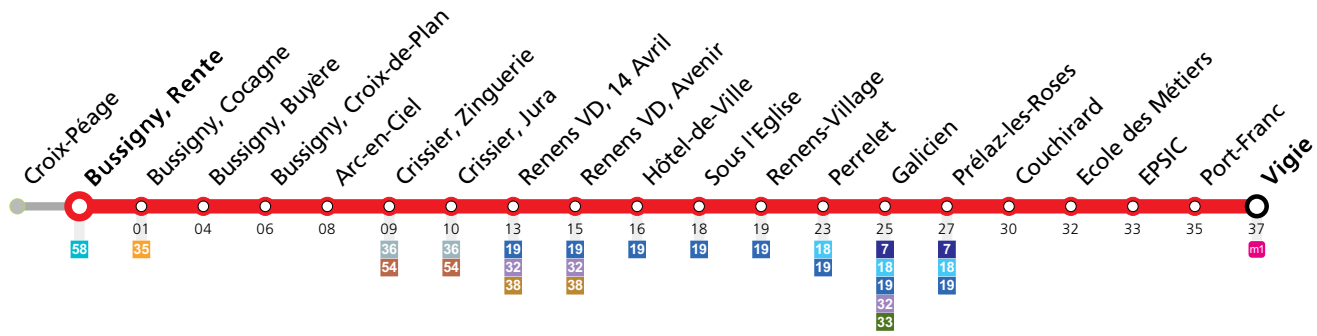 Croix-Péage
Bussigny, Rente
Bussigny, Cocagne
Bussigny, Buyère
Bussigny, Croix-de-Plan
Arc-en-Ciel
Crissier, Zinguerie
Crissier, Jura
Renens VD, 14 Avril
Renens VD, Avenir
Hôtel-de-Ville
Sous l'Eglise
Renens-Village
Perrelet
Galicien
Prélaz-les-Roses
Couchirard
Ecole des Métiers
EPSIC
Port-Franc
Vigie
01 04 06 08 09 10 13 15 16 18 19 23 25 27 30 32 33 35 37
58 35 36 36 19 19 19 19 19 18 7 7 m1
54 54 32 32 19 18 18
38 38 19 19
32
33